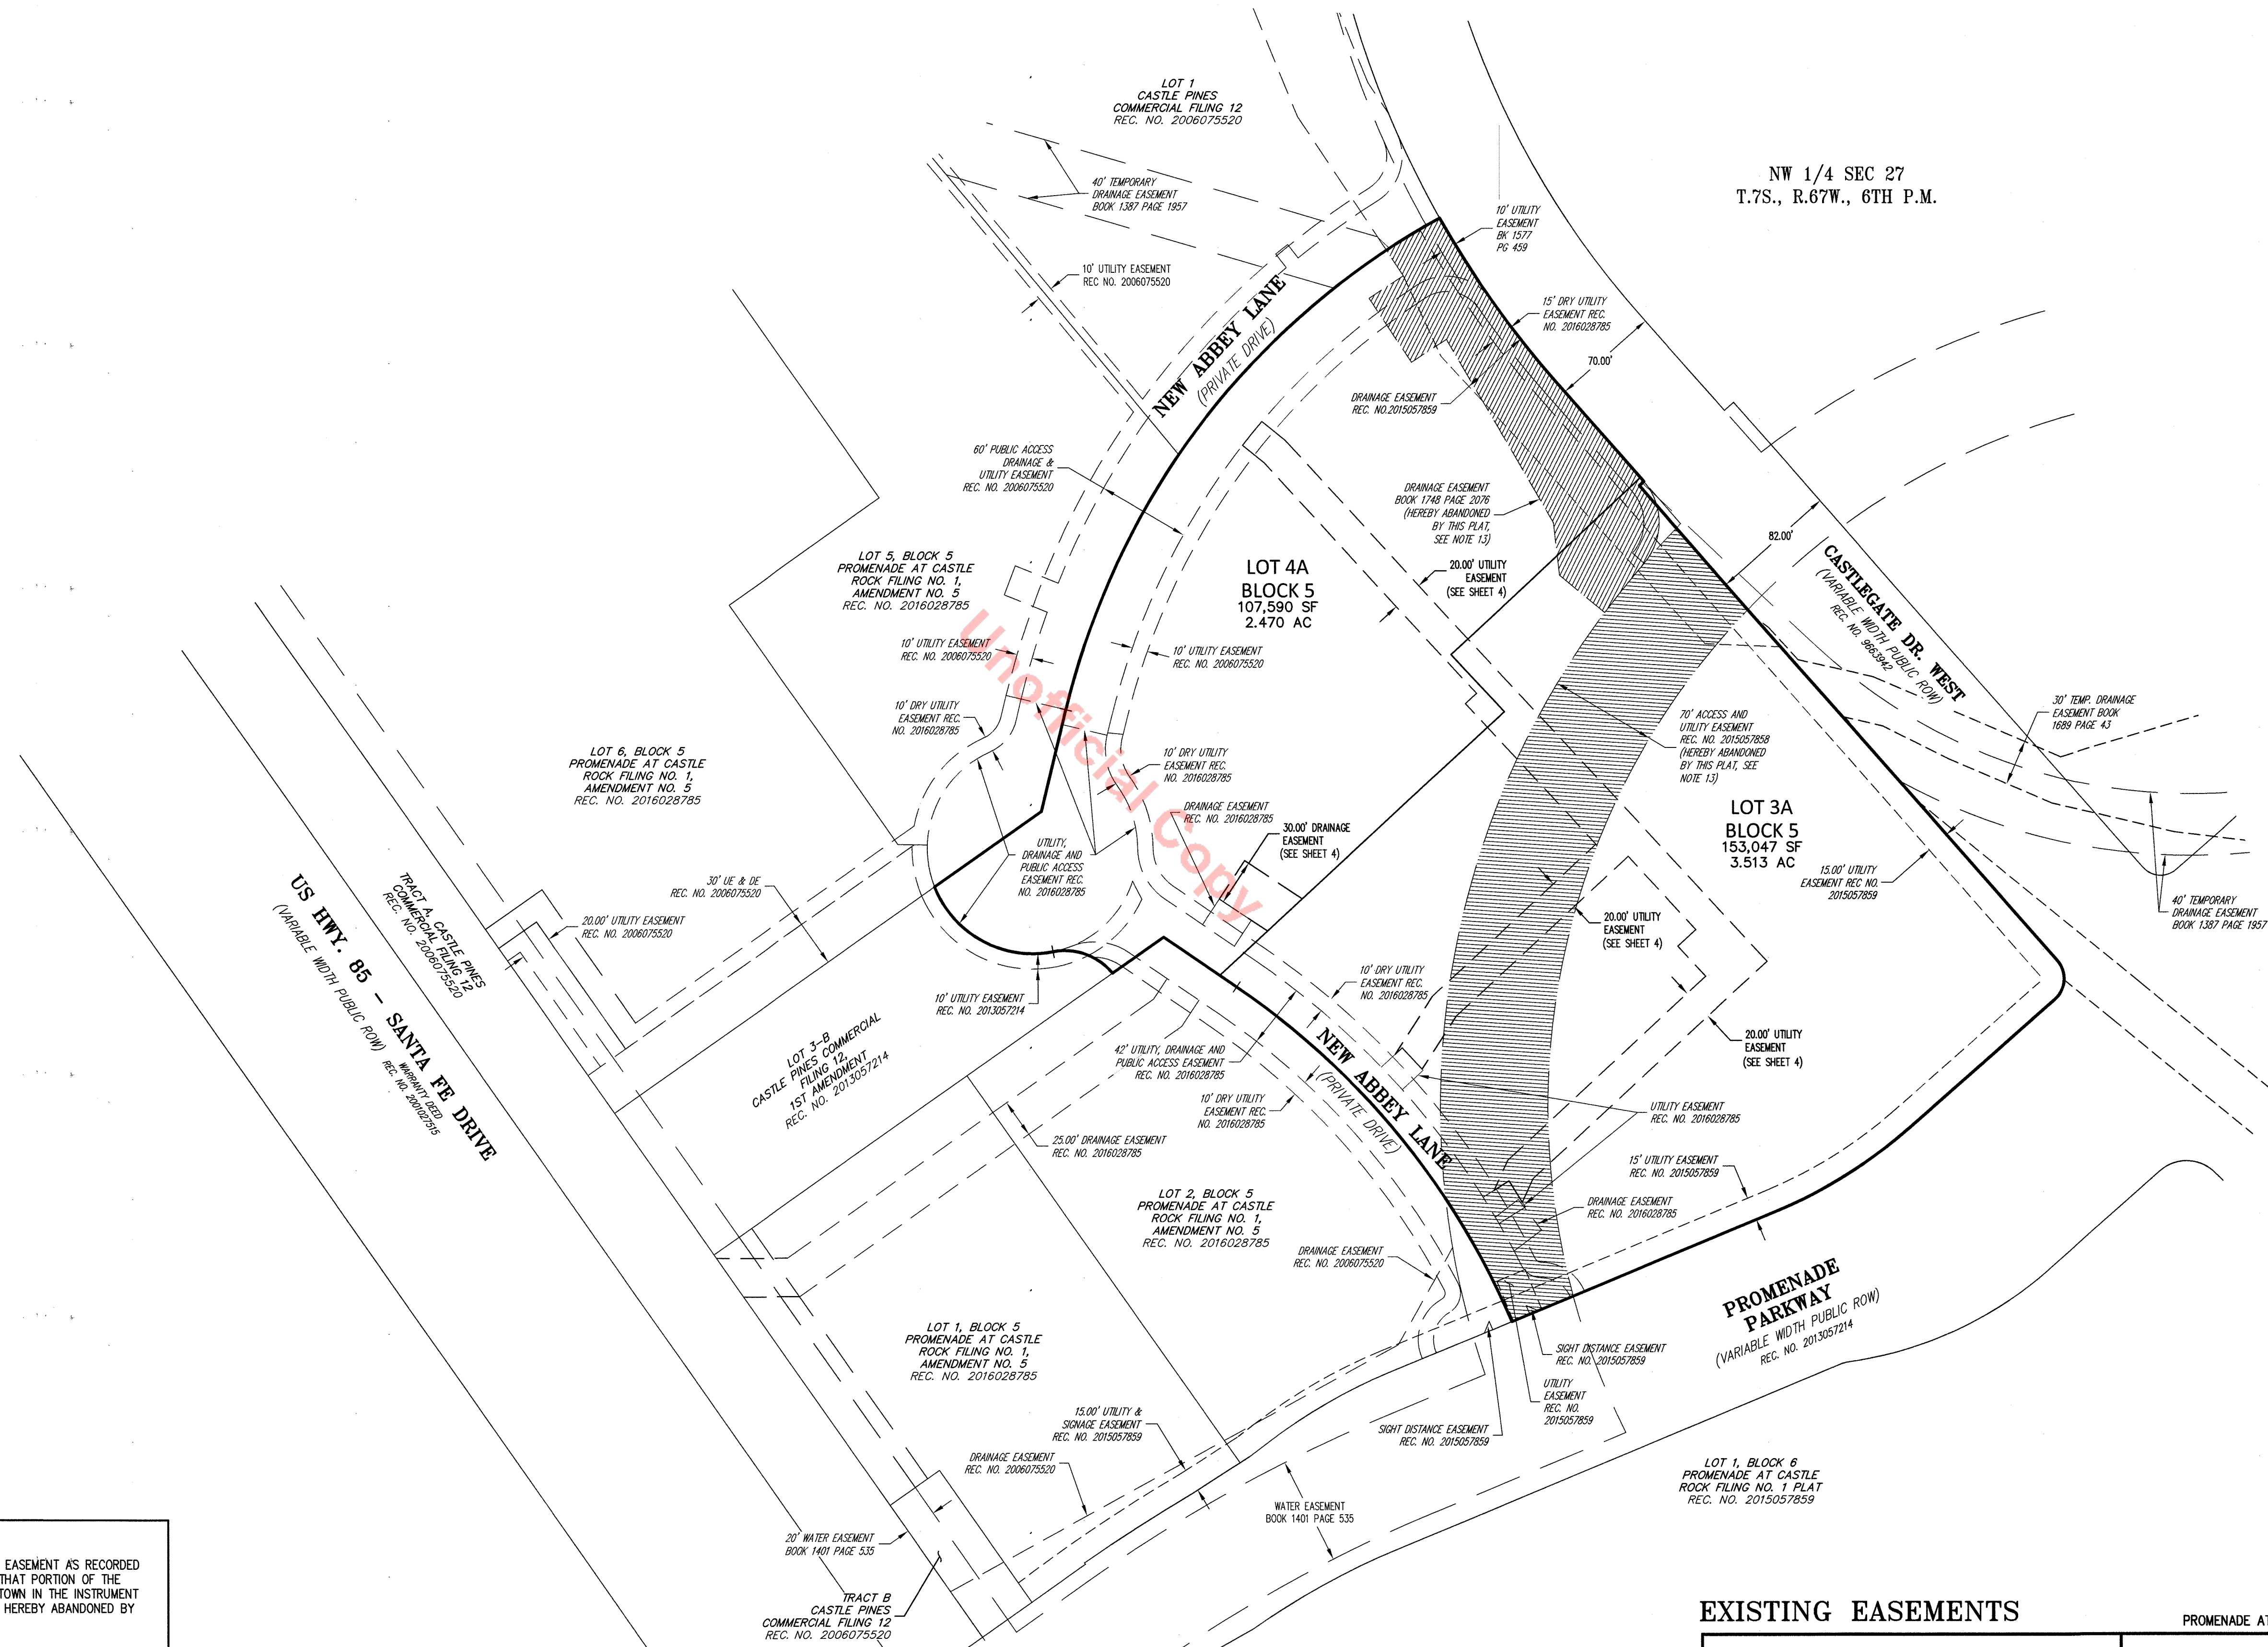 LOT 1
CASTLE PINES
COMMERCIAL FILING 12
REC. NO. 2006075520
NW 1/4 SEC 27
T.7S., R.67W., 6TH P.M.
40' TEMPORARY
DRAINAGE EASEMENT
BOOK 1387 PAGE 1957
10' UTILITY
EASEMENT
BK 1577
PG 459
10' UTILITY EASEMENT
REC NO. 2006075520
NEW ABBEY LANE
(PRIVATE DRIVE)
15' DRY UTILITY
EASEMENT REC.
NO. 2016028785
70.00'
DRAINAGE EASEMENT
REC. NO.2015057859
60' PUBLIC ACCESS
DRAINAGE &
UTILITY EASEMENT
REC. NO. 2006075520
DRAINAGE EASEMENT
BOOK 1748 PAGE 2076
(HEREBY ABANDONED
BY THIS PLAT,
SEE NOTE 13)
82.00'
CASTLEGATE DR. WEST
(VARIABLE WIDTH PUBLIC ROW)
REC. NO. 9663942
LOT 5, BLOCK 5
PROMENADE AT CASTLE
ROCK FILING NO. 1,
AMENDMENT NO. 5
REC. NO. 2016028785
LOT 4A
BLOCK 5
107,590 SF
2.470 AC
20.00' UTILITY
EASEMENT
(SEE SHEET 4)
10' UTILITY EASEMENT
REC. NO. 2006075520
10' UTILITY EASEMENT
REC. NO. 2006075520
Unofficial Copy
10' DRY UTILITY
EASEMENT REC.
NO. 2016028785
30' TEMP. DRAINAGE
EASEMENT BOOK
1689 PAGE 43
70' ACCESS AND
UTILITY EASEMENT
REC. NO. 2015057858
(HEREBY ABANDONED
BY THIS PLAT, SEE
NOTE 13)
LOT 6, BLOCK 5
PROMENADE AT CASTLE
ROCK FILING NO. 1,
AMENDMENT NO. 5
REC. NO. 2016028785
10' DRY UTILITY
EASEMENT REC.
NO. 2016028785
DRAINAGE EASEMENT
REC. NO. 2016028785
30.00' DRAINAGE
EASEMENT
(SEE SHEET 4)
LOT 3A
BLOCK 5
153,047 SF
3.513 AC
UTILITY,
DRAINAGE AND
PUBLIC ACCESS
EASEMENT REC.
NO. 2016028785
15.00' UTILITY
EASEMENT REC NO.
2015057859
40' TEMPORARY
DRAINAGE EASEMENT
BOOK 1387 PAGE 1957
US HWY. 85 – SANTA FE DRIVE
(VARIABLE WIDTH PUBLIC ROW)
WARRANTY DEED
REC. NO. 2001027515
TRACT A, CASTLE PINES
COMMERCIAL FILING 12
REC. NO. 2006075520
30' UE & DE
REC. NO. 2006075520
20.00' UTILITY EASEMENT
REC. NO. 2006075520
20.00' UTILITY
EASEMENT
(SEE SHEET 4)
10' UTILITY EASEMENT
REC. NO. 2013057214
10' DRY UTILITY
EASEMENT REC.
NO. 2016028785
20.00' UTILITY
EASEMENT
(SEE SHEET 4)
LOT 3-B
CASTLE PINES COMMERCIAL
FILING 12,
1ST AMENDMENT
REC. NO. 2013057214
42' UTILITY, DRAINAGE AND
PUBLIC ACCESS EASEMENT
REC. NO. 2016028785
NEW ABBEY LANE
(PRIVATE DRIVE)
10' DRY UTILITY
EASEMENT REC.
NO. 2016028785
UTILITY EASEMENT
REC. NO. 2016028785
25.00' DRAINAGE EASEMENT
REC. NO. 2016028785
15' UTILITY EASEMENT
REC. NO. 2015057859
DRAINAGE EASEMENT
REC. NO. 2016028785
LOT 2, BLOCK 5
PROMENADE AT CASTLE
ROCK FILING NO. 1,
AMENDMENT NO. 5
REC. NO. 2016028785
DRAINAGE EASEMENT
REC. NO. 2006075520
PROMENADE
PARKWAY
(VARIABLE WIDTH PUBLIC ROW)
REC. NO. 2013057214
LOT 1, BLOCK 5
PROMENADE AT CASTLE
ROCK FILING NO. 1,
AMENDMENT NO. 5
REC. NO. 2016028785
SIGHT DISTANCE EASEMENT
REC. NO. 2015057859
UTILITY
EASEMENT
REC. NO.
2015057859
15.00' UTILITY &
SIGNAGE EASEMENT
REC. NO. 2015057859
SIGHT DISTANCE EASEMENT
REC. NO. 2015057859
DRAINAGE EASEMENT
REC. NO. 2006075520
LOT 1, BLOCK 6
PROMENADE AT CASTLE
ROCK FILING NO. 1 PLAT
REC. NO. 2015057859
WATER EASEMENT
BOOK 1401 PAGE 535
20' WATER EASEMENT
BOOK 1401 PAGE 535
EASEMENT AS RECORDED
THAT PORTION OF THE
TOWN IN THE INSTRUMENT
HEREBY ABANDONED BY
TRACT B
CASTLE PINES
COMMERCIAL FILING 12
REC. NO. 2006075520
EXISTING EASEMENTS
PROMENADE AT